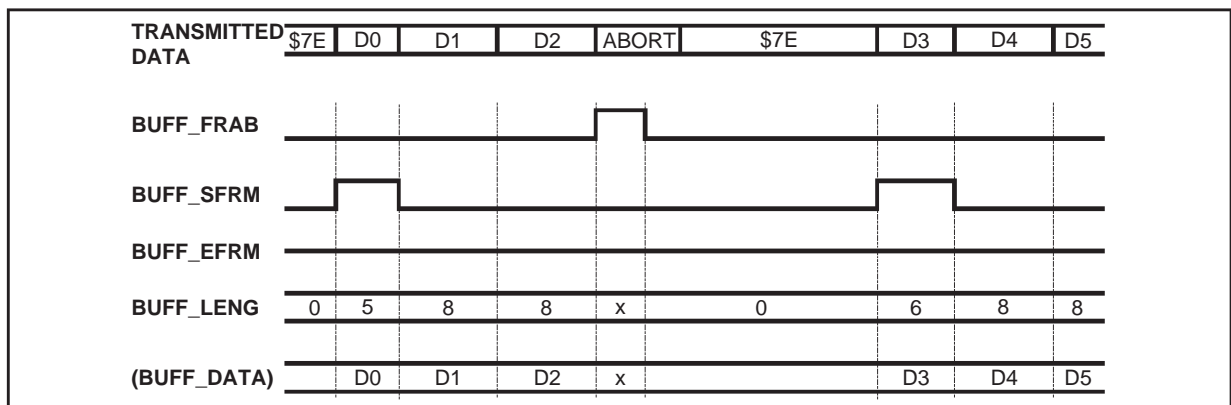 TRANSMITTED DATA $7E D0 D1 D2 ABORT $7E D3 D4 D5
BUFF_FRAB
BUFF_SFRM
BUFF_EFRM
BUFF_LENG 0 5 8 8 x 0 6 8 8
(BUFF_DATA) D0 D1 D2 x D3 D4 D5